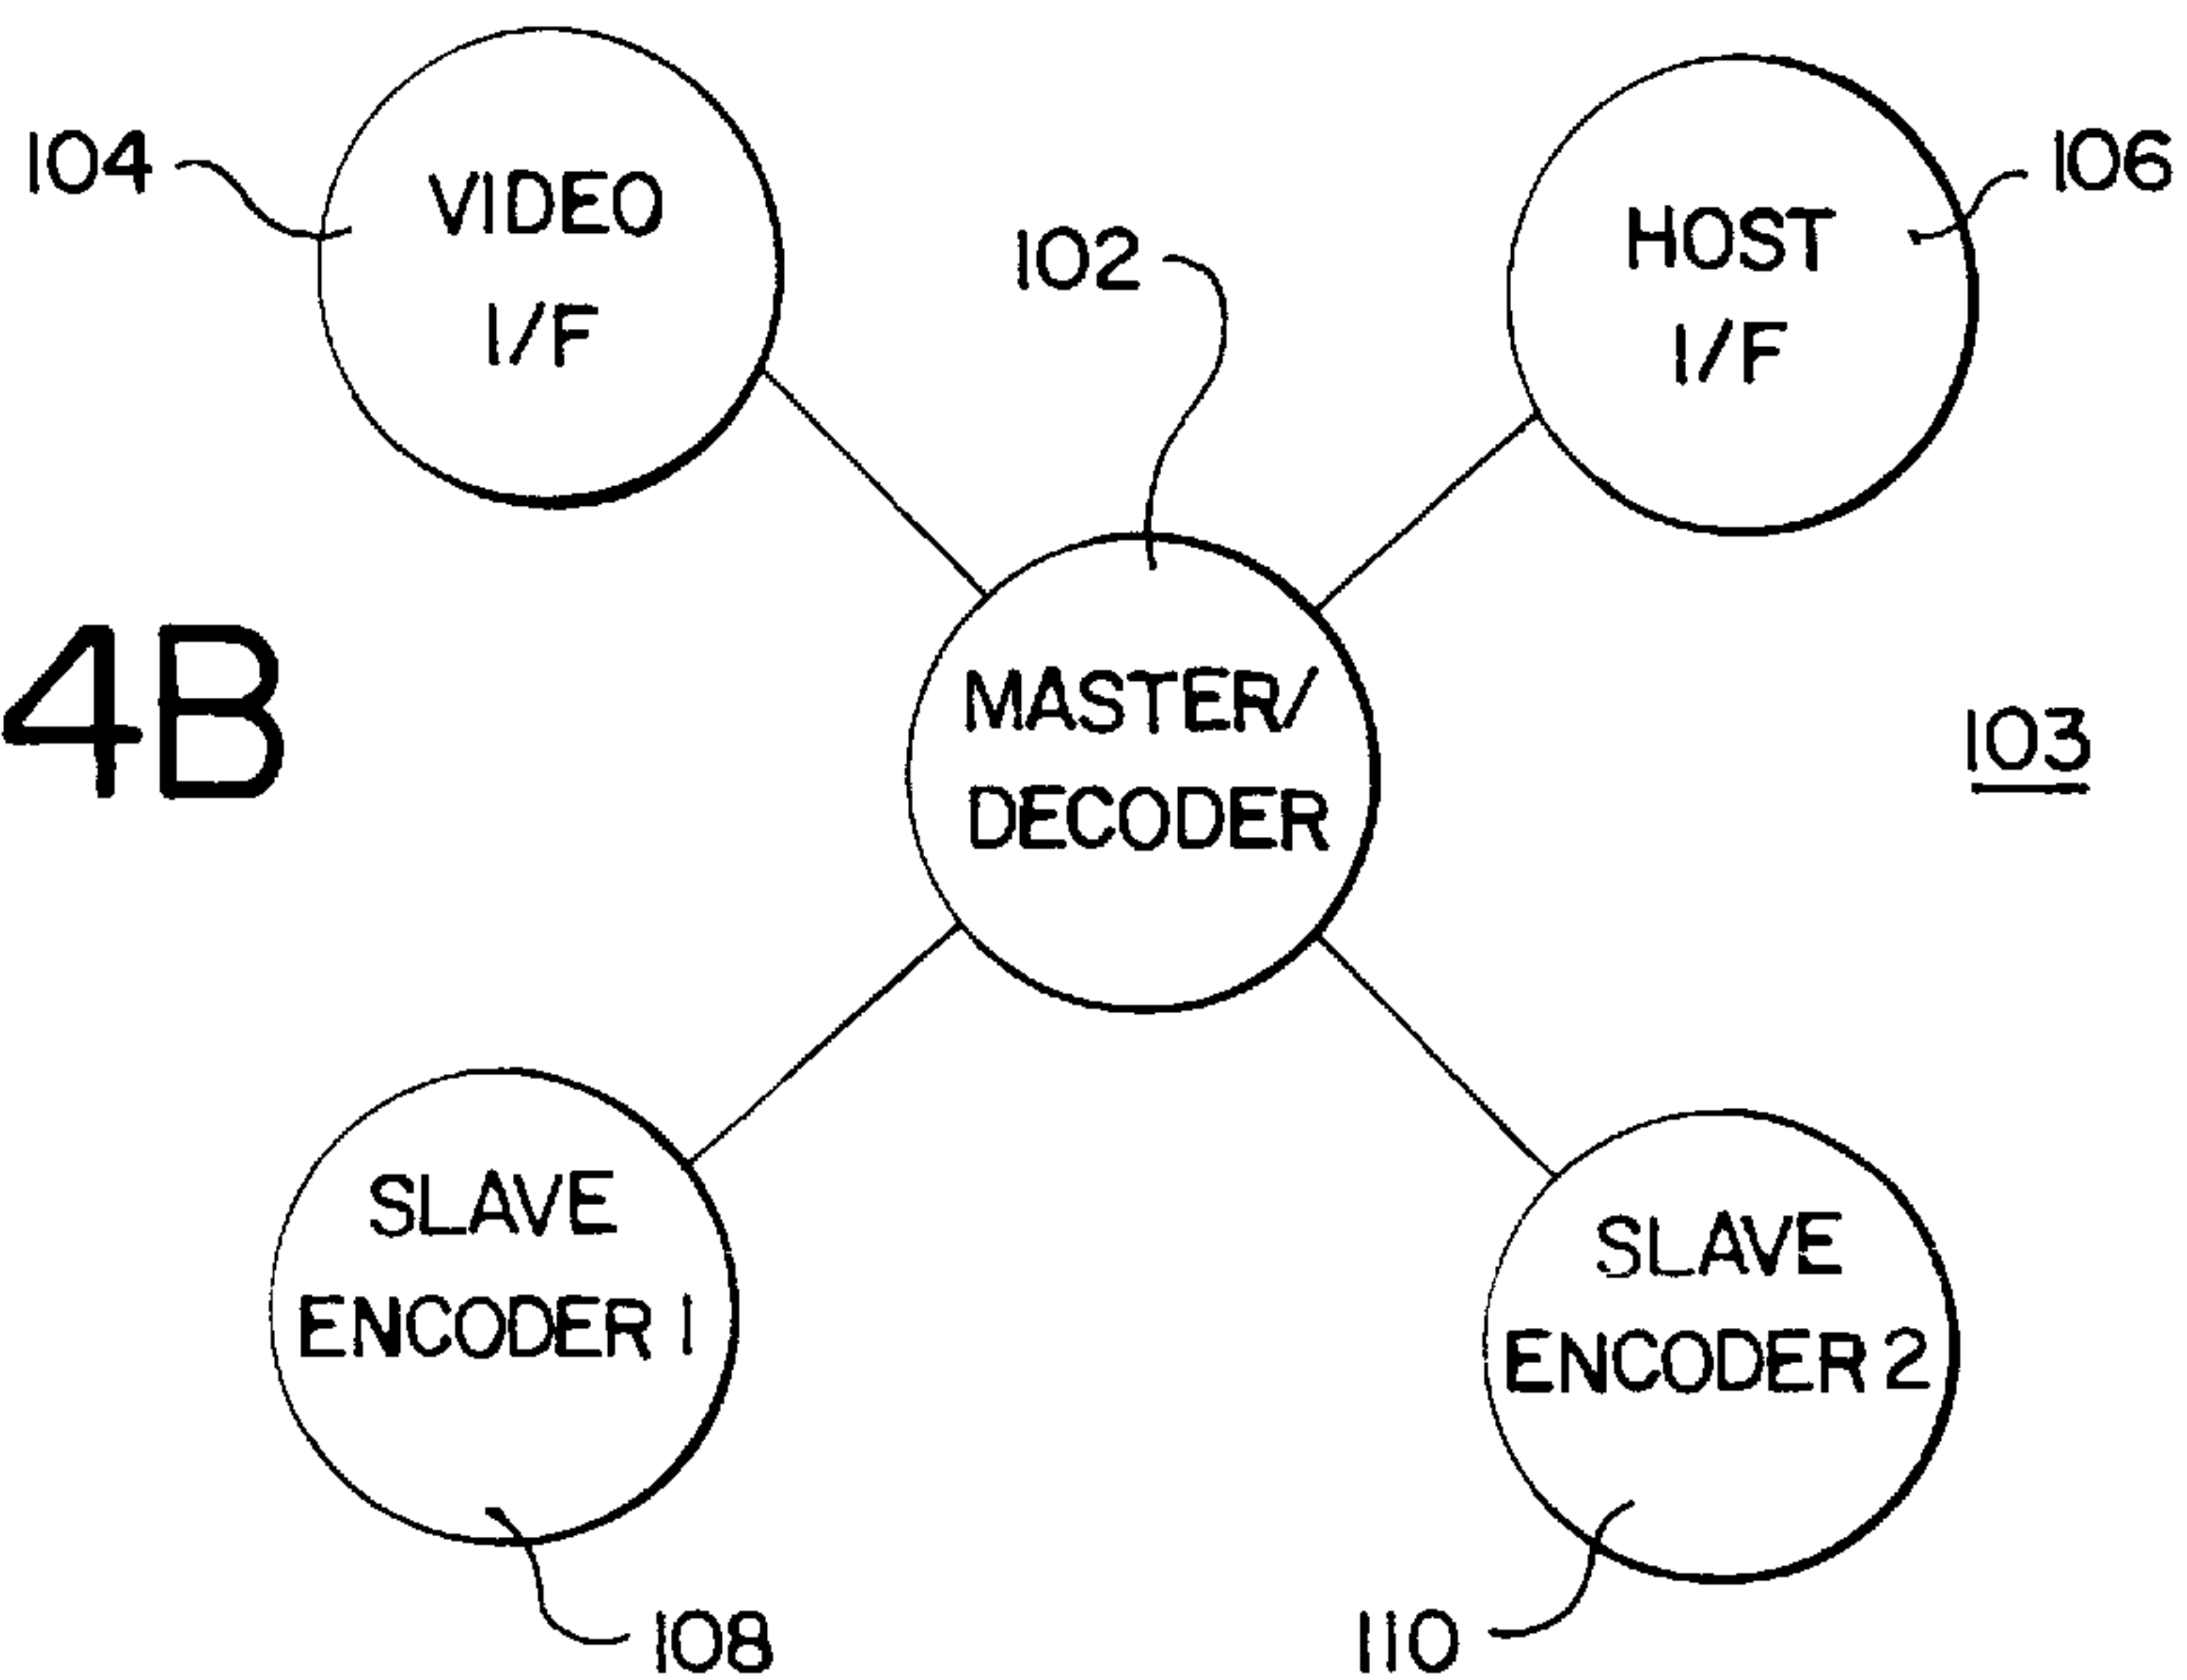 104
VIDEO
I/F
102
HOST
I/F
106
4B
MASTER/
DECODER
103
SLAVE
ENCODER 1
SLAVE
ENCODER 2
108
110